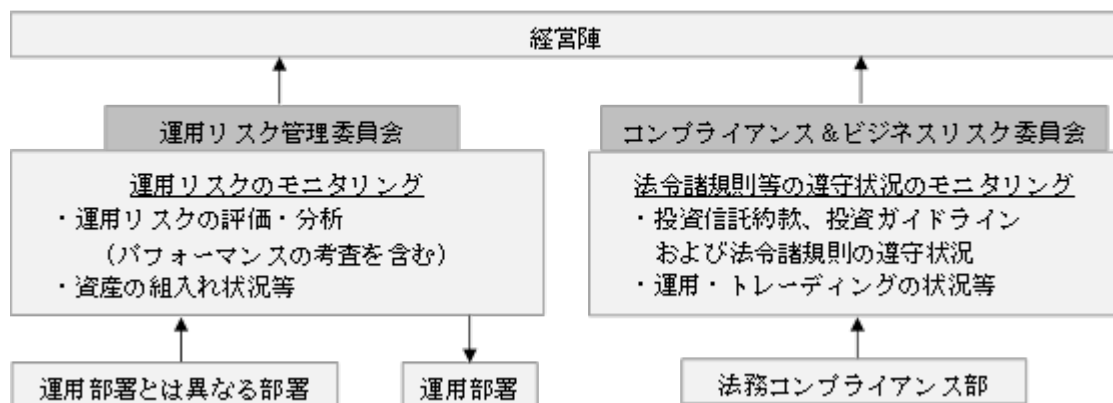 経営陣
運用リスク管理委員会
運用リスクのモニタリング
・運用リスクの評価・分析
（パフォーマンスの考査を含む）
・資産の組入れ状況等
運用部署とは異なる部署
運用部署
コンプライアンス＆ビジネスリスク委員会
法令諸規則等の遵守状況のモニタリング
・投資信託約款、投資ガイドライン
および法令諸規則の遵守状況
・運用・トレーディングの状況等
法務コンプライアンス部